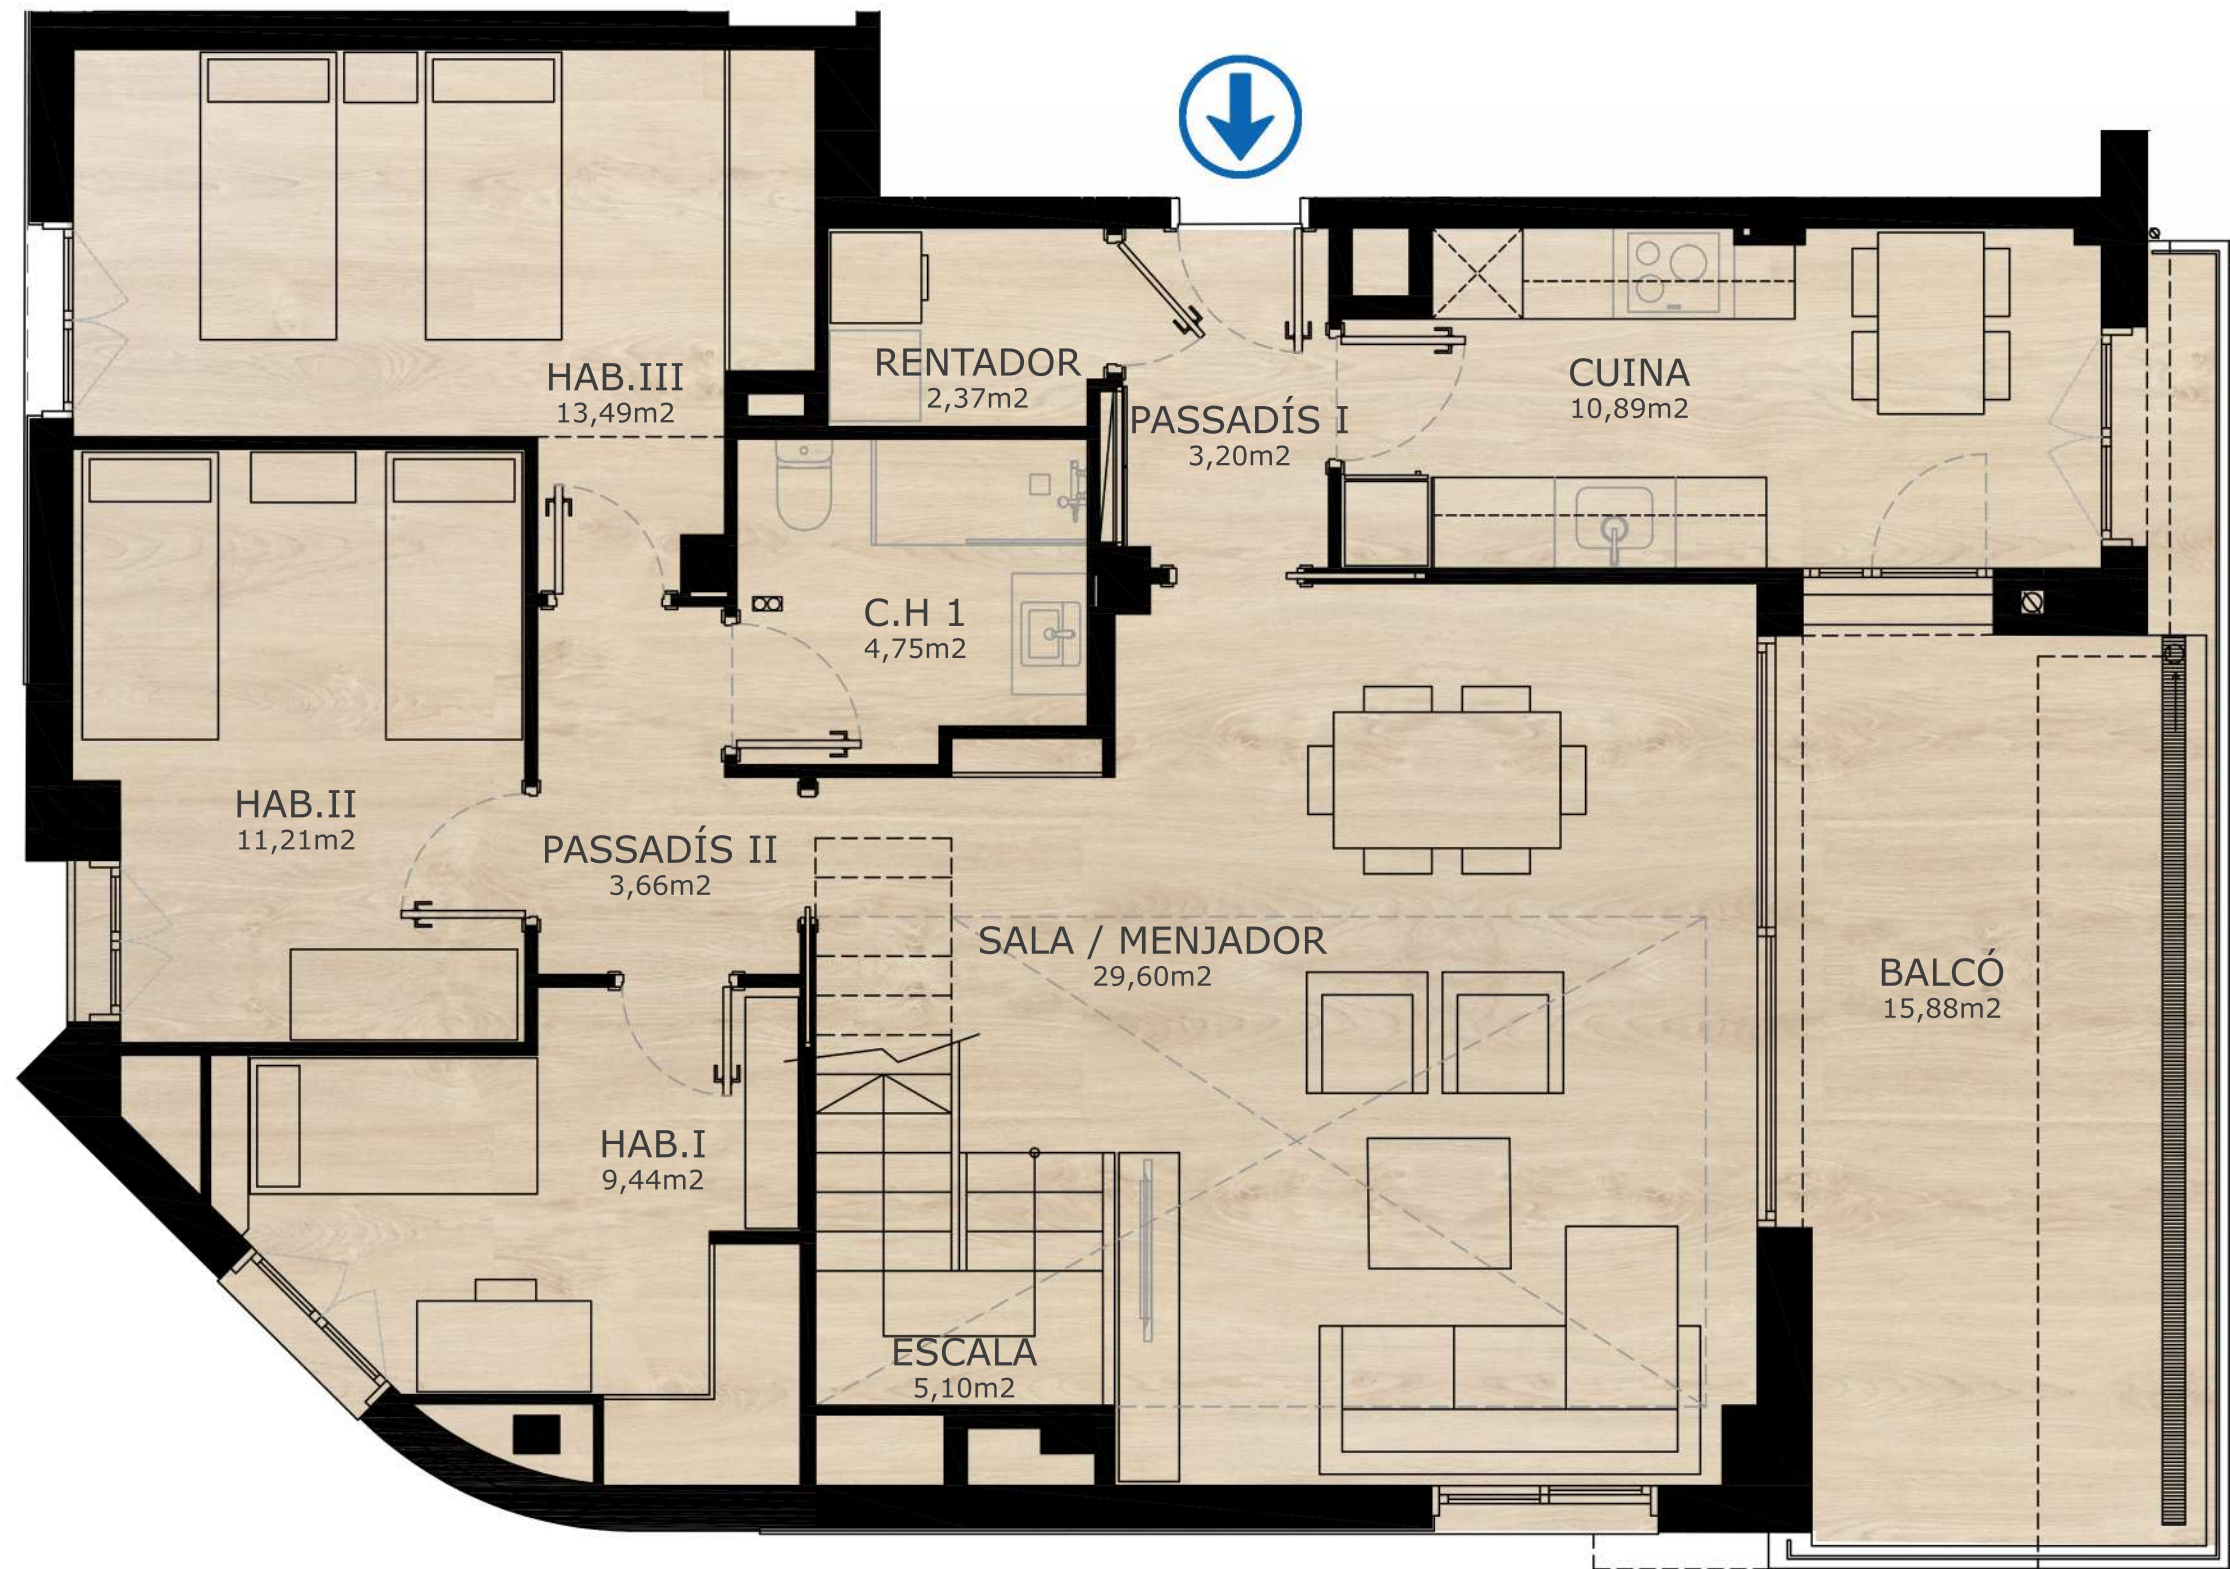 HAB.III
13,49m2
RENTADOR
2,37m2
PASSADÍS I
3,20m2
CUINA
10,89m2
C.H 1
4,75m2
HAB.II
11,21m2
PASSADÍS II
3,66m2
SALA / MENJADOR
29,60m2
BALCÓ
15,88m2
HAB.I
9,44m2
ESCALA
5,10m2